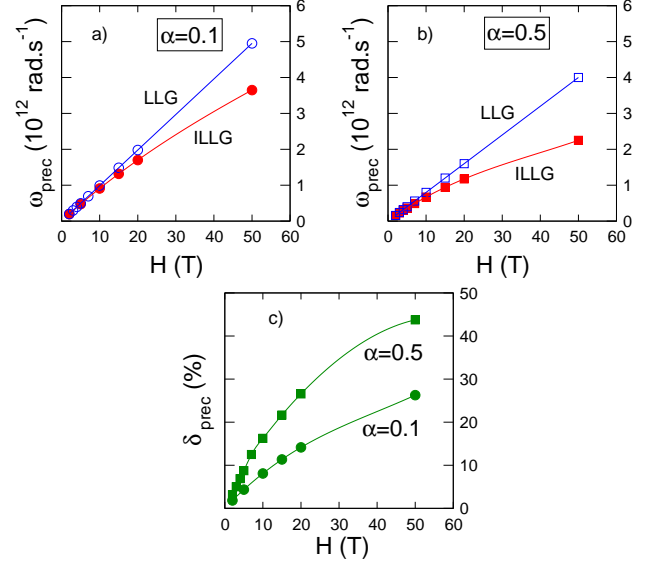 a)
α=0.1
LLG
ILLG
ω_prec (10^12 rad.s^-1)
0 1 2 3 4 5
0 10 20 30 40 50 60
H (T)
b)
α=0.5
LLG
ILLG
ω_prec (10^12 rad.s^-1)
0 1 2 3 4 5
0 10 20 30 40 50 60
H (T)
c)
α=0.5
α=0.1
δ_prec (%)
0 10 20 30 40 50
0 10 20 30 40 50 60
H (T)